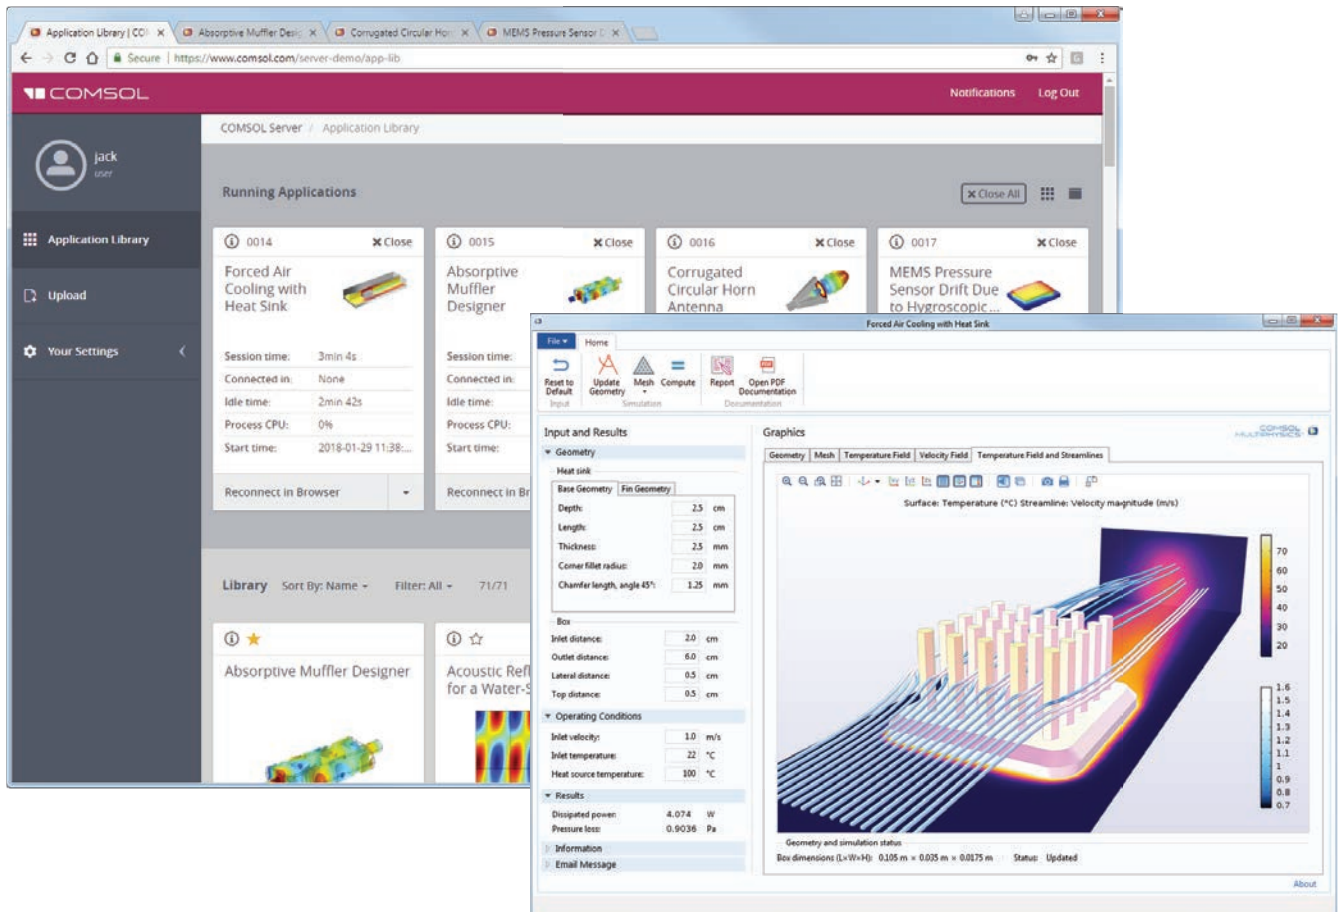 Application Library | CO
Absorptive Muffler Desig
Corrugated Circular Hor
MEMS Pressure Sensor D
Secure | https://www.comsol.com/server-demo/app-lib
COMSOL
Notifications
Log Out
jack
user
COMSOL Server / Application Library
Application Library
Upload
Your Settings
Running Applications
Close All
0014
Close
Forced Air
Cooling with
Heat Sink
Session time: 3min 4s
Connected in: None
Idle time: 2min 42s
Process CPU: 0%
Start time: 2018-01-29 11:38:...
Reconnect in Browser
0015
Close
Absorptive
Muffler
Designer
Session time:
Connected in:
Idle time:
Process CPU:
Start time:
Reconnect in Br
0016
Close
Corrugated
Circular Horn
Antenna
0017
Close
MEMS Pressure
Sensor Drift Due
to Hygroscopic...
Library Sort By: Name Filter: All 71/71
Absorptive Muffler Designer
Acoustic Refl
for a Water-S
Forced Air Cooling with Heat Sink
File
Home
Reset to
Default
Update
Geometry
Mesh
Compute
Report
Open PDF
Documentation
Input
Simulation
Documentation
Input and Results
Geometry
Heat sink
Base Geometry
Fin Geometry
Depth: 2.5 cm
Length: 2.5 cm
Thickness: 2.5 mm
Corner fillet radius: 2.0 mm
Chamfer length, angle 45°: 1.25 mm
Box
Inlet distance: 2.0 cm
Outlet distance: 6.0 cm
Lateral distance: 0.5 cm
Top distance: 0.5 cm
Operating Conditions
Inlet velocity: 1.0 m/s
Inlet temperature: 22 °C
Heat source temperature: 100 °C
Results
Dissipated power: 4.074 W
Pressure loss: 0.9036 Pa
Information
Email Message
Graphics
COMSOL
MULTIPHYSICS
Geometry
Mesh
Temperature Field
Velocity Field
Temperature Field and Streamlines
Surface: Temperature (°C) Streamline: Velocity magnitude (m/s)
70
60
50
40
30
20
1.6
1.5
1.4
1.3
1.2
1.1
1
0.9
0.8
0.7
Geometry and simulation status
Box dimensions (L×W×H): 0.105 m × 0.035 m × 0.0175 m Status: Updated
About